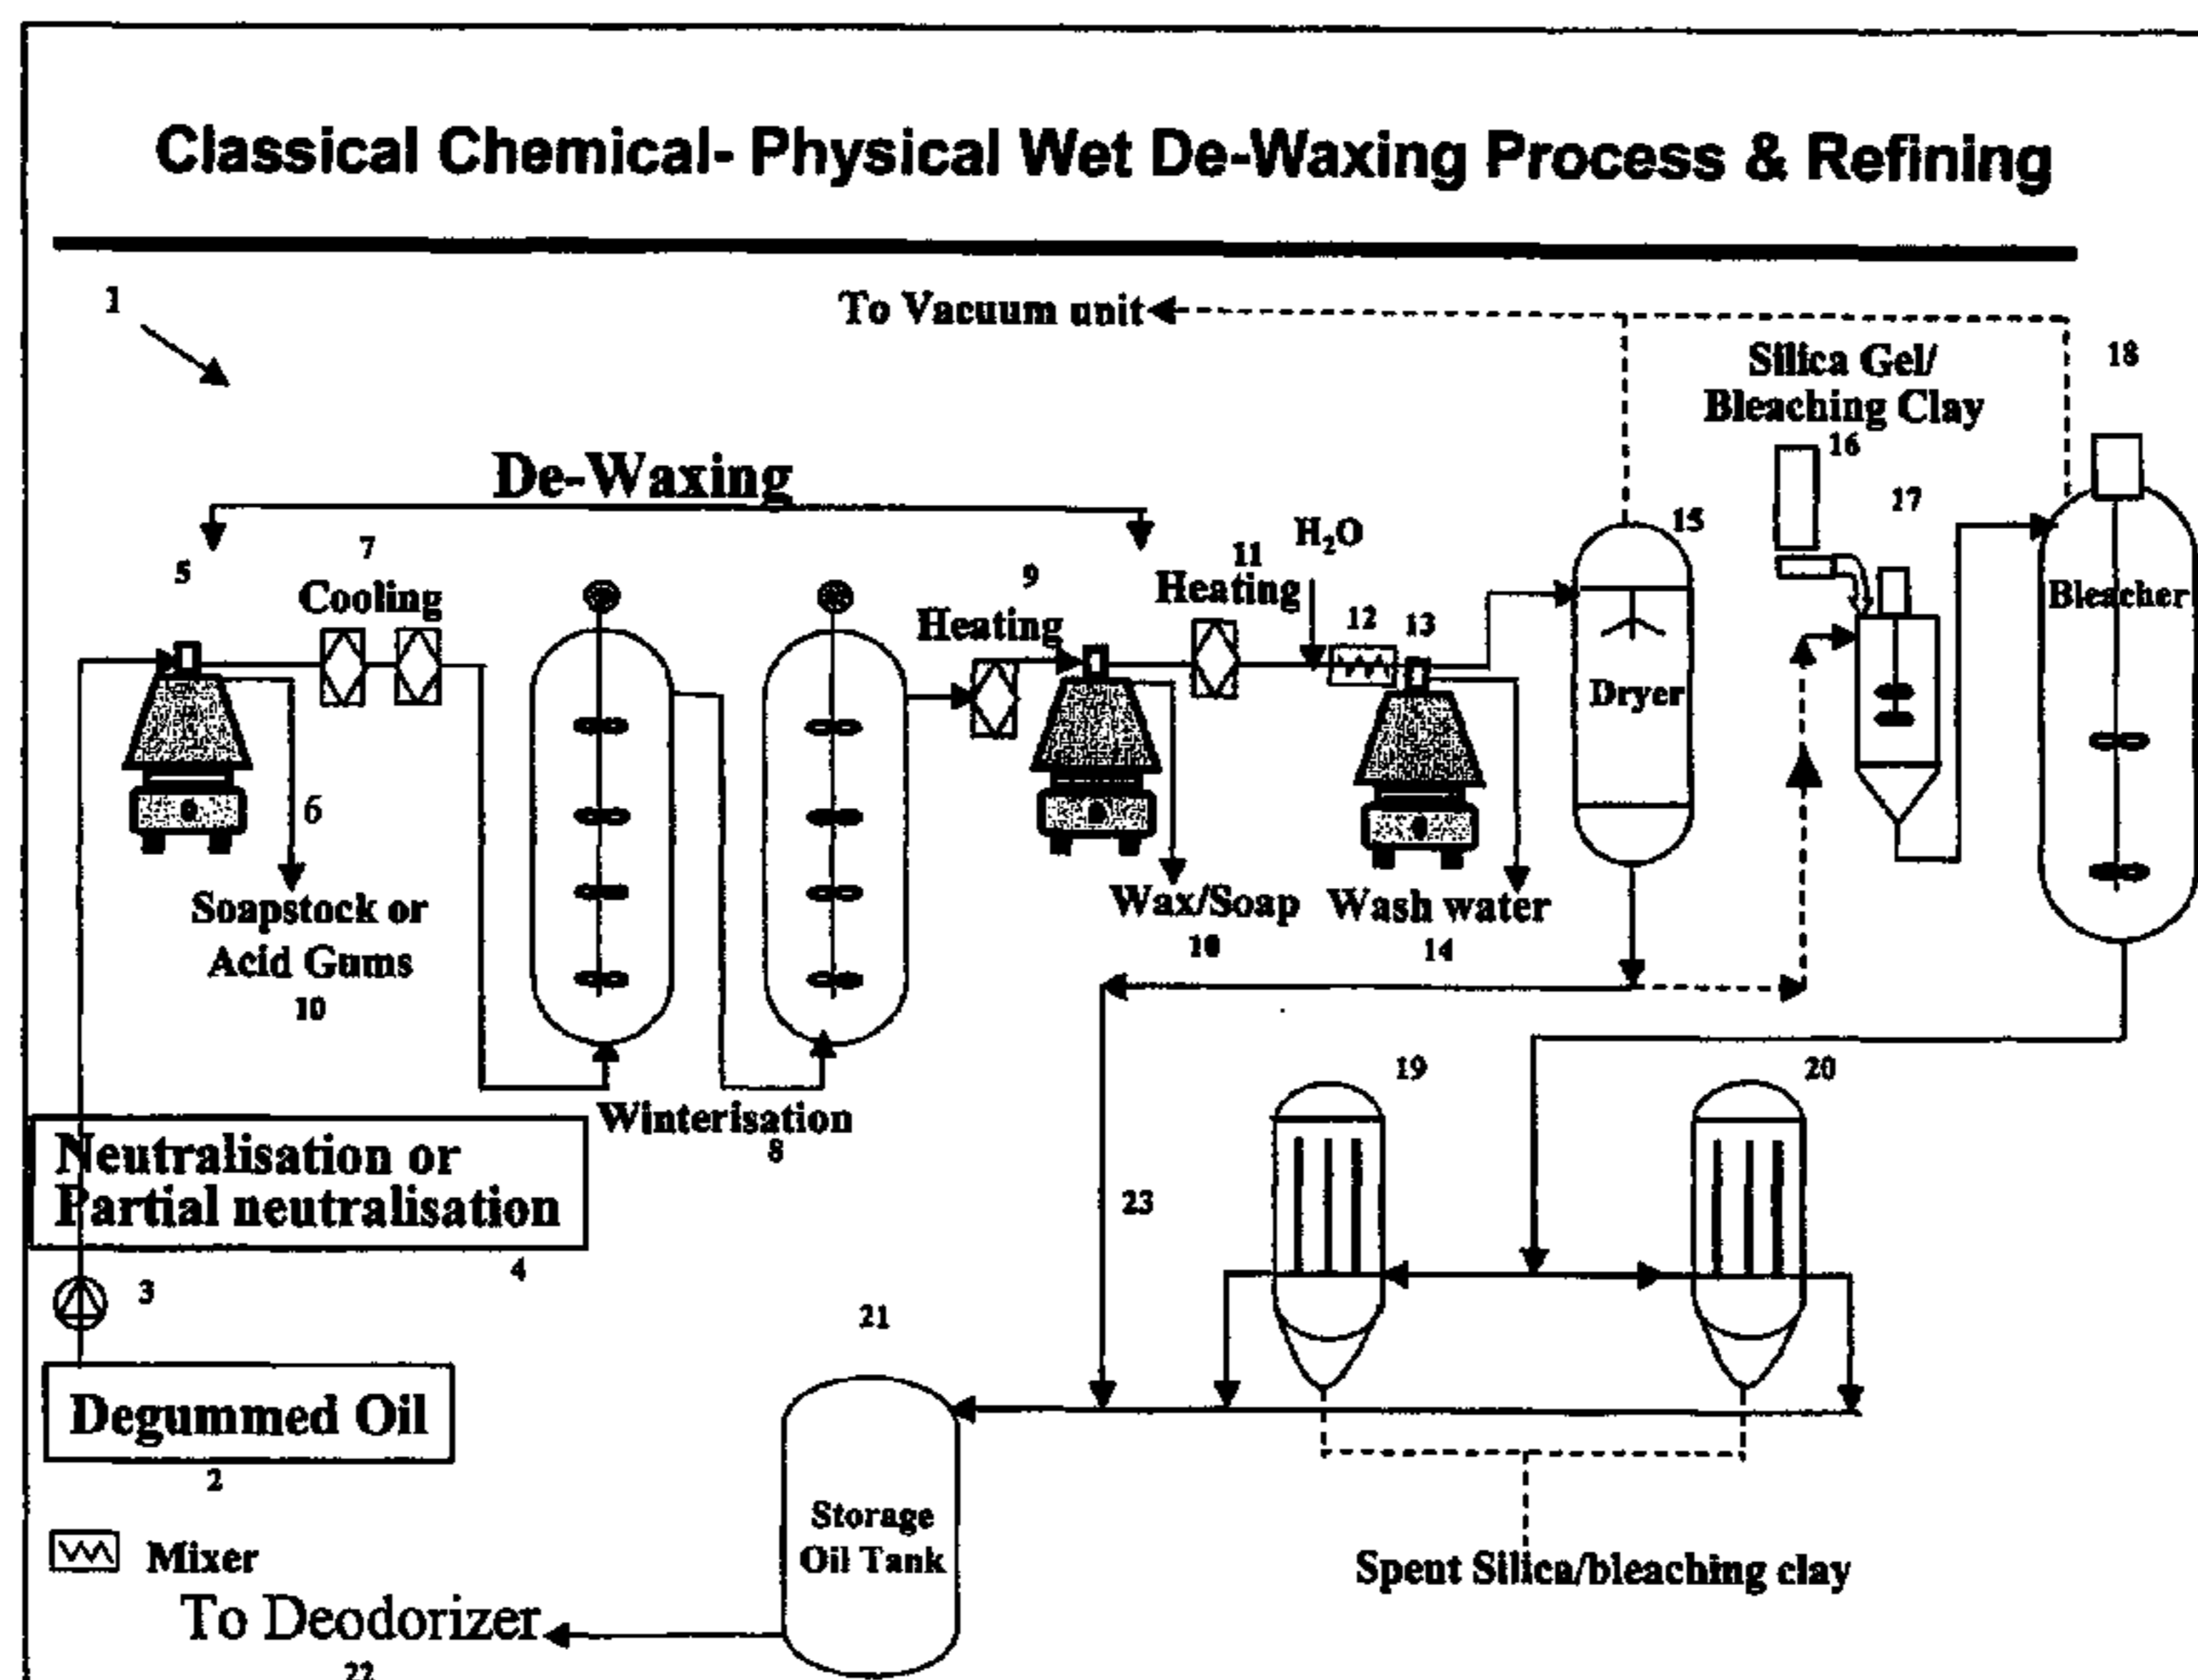 Classical Chemical- Physical Wet De-Waxing Process & Refining
1
To Vacuum unit
Silica Gel/
Bleaching Clay
16
18
17
De-Waxing
5
7
Cooling
9
Heating
11
Heating
H₂O
12
13
15
Dryer
Bleacher
6
Soapstock or
Acid Gums
10
Wax/Soap
10
Wash water
14
Winterisation
8
19
20
Neutralisation or
Partial neutralisation
4
23
3
21
Degummed Oil
2
Storage
Oil Tank
Mixer
Spent Silica/bleaching clay
To Deodorizer
22